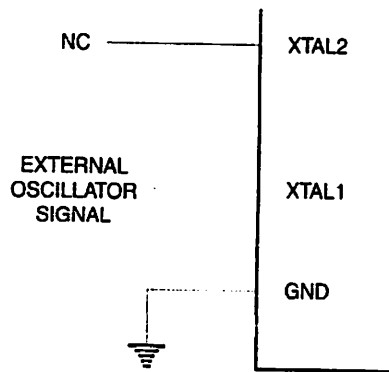 NC
XTAL2
EXTERNAL
OSCILLATOR
SIGNAL
XTAL1
GND